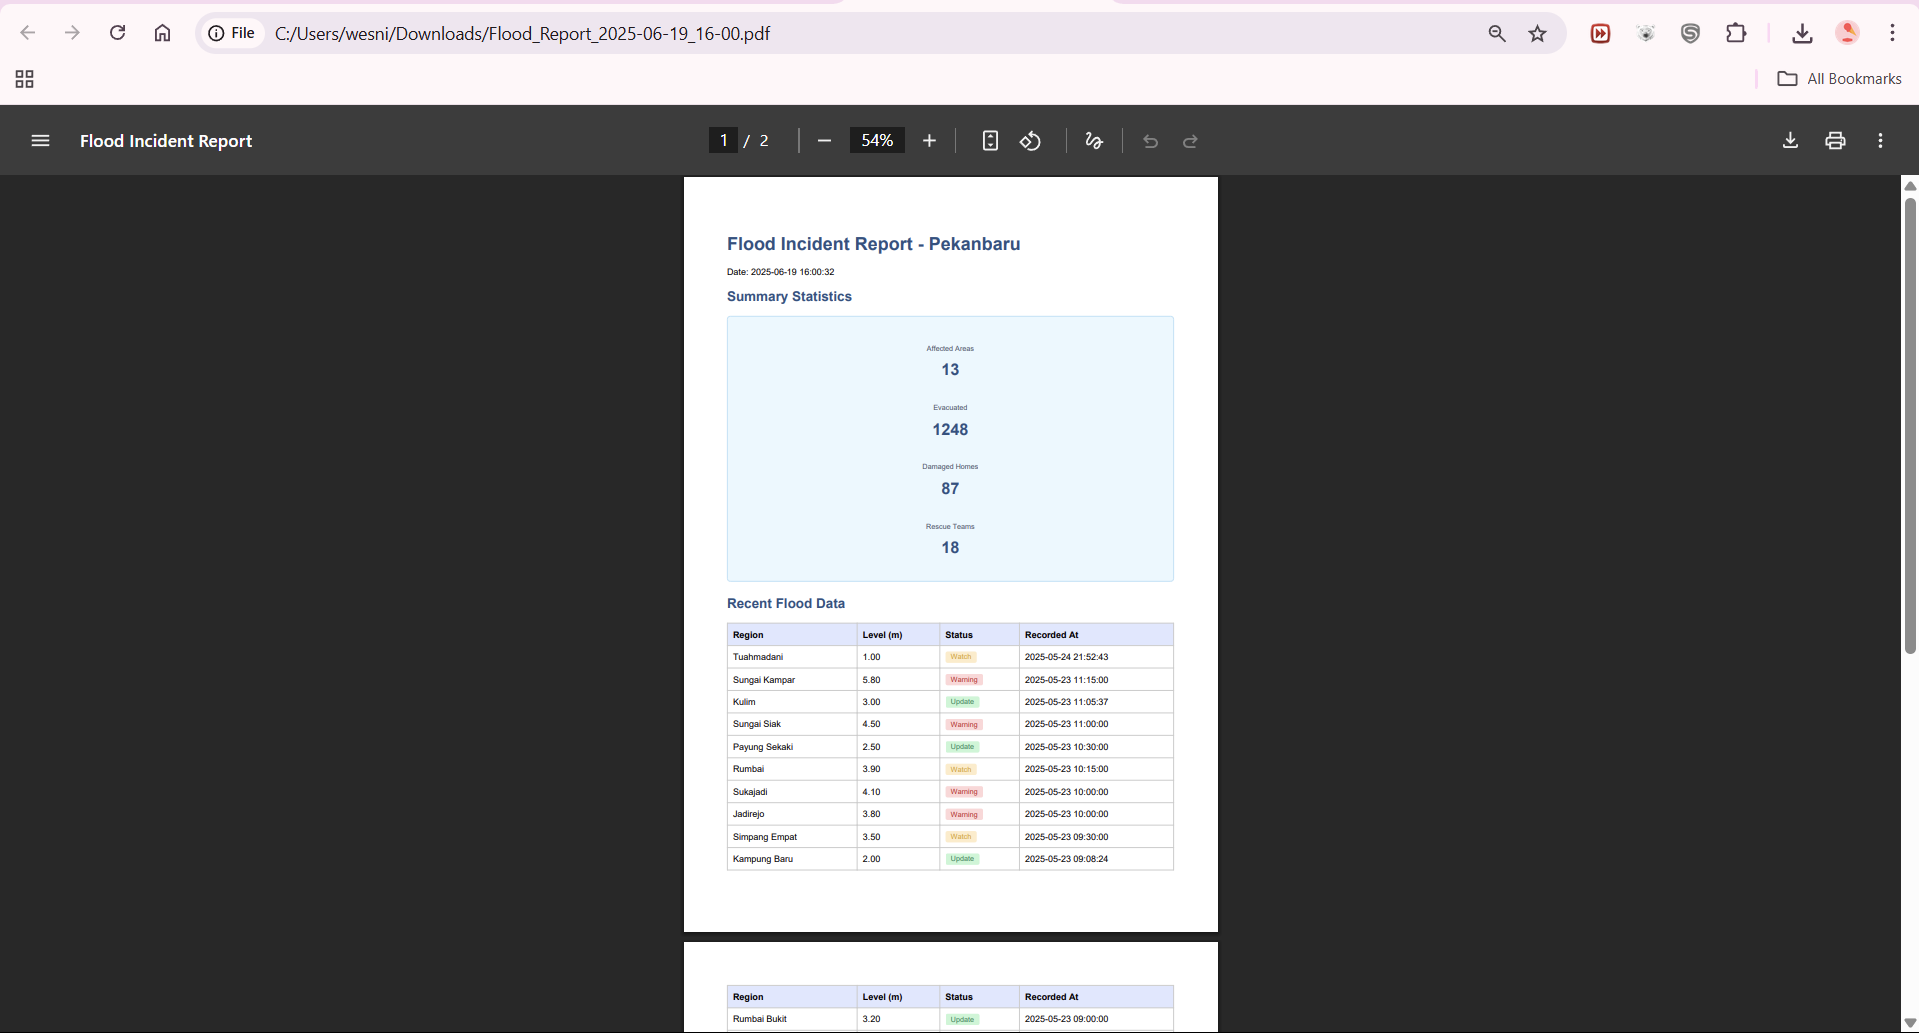 File C:/Users/wesni/Downloads/Flood_Report_2025-06-19_16-00.pdf
All Bookmarks
Flood Incident Report 1 / 2 54%
Flood Incident Report - Pekanbaru
Date: 2025-06-19 16:00:32
Summary Statistics
Affected Areas
13
Evacuated
1248
Damaged Homes
87
Rescue Teams
18
Recent Flood Data
Region Level (m) Status Recorded At
Tuahmadani 1.00 Watch 2025-05-24 21:52:43
Sungai Kampar 5.80 Warning 2025-05-23 11:15:00
Kulim 3.00 Update 2025-05-23 11:05:37
Sungai Siak 4.50 Warning 2025-05-23 11:00:00
Payung Sekaki 2.50 Update 2025-05-23 10:30:00
Rumbai 3.90 Watch 2025-05-23 10:15:00
Sukajadi 4.10 Warning 2025-05-23 10:00:00
Jadirejo 3.80 Warning 2025-05-23 10:00:00
Simpang Empat 3.50 Watch 2025-05-23 09:30:00
Kampung Baru 2.00 Update 2025-05-23 09:08:24
Region Level (m) Status Recorded At
Rumbai Bukit 3.20 Update 2025-05-23 09:00:00